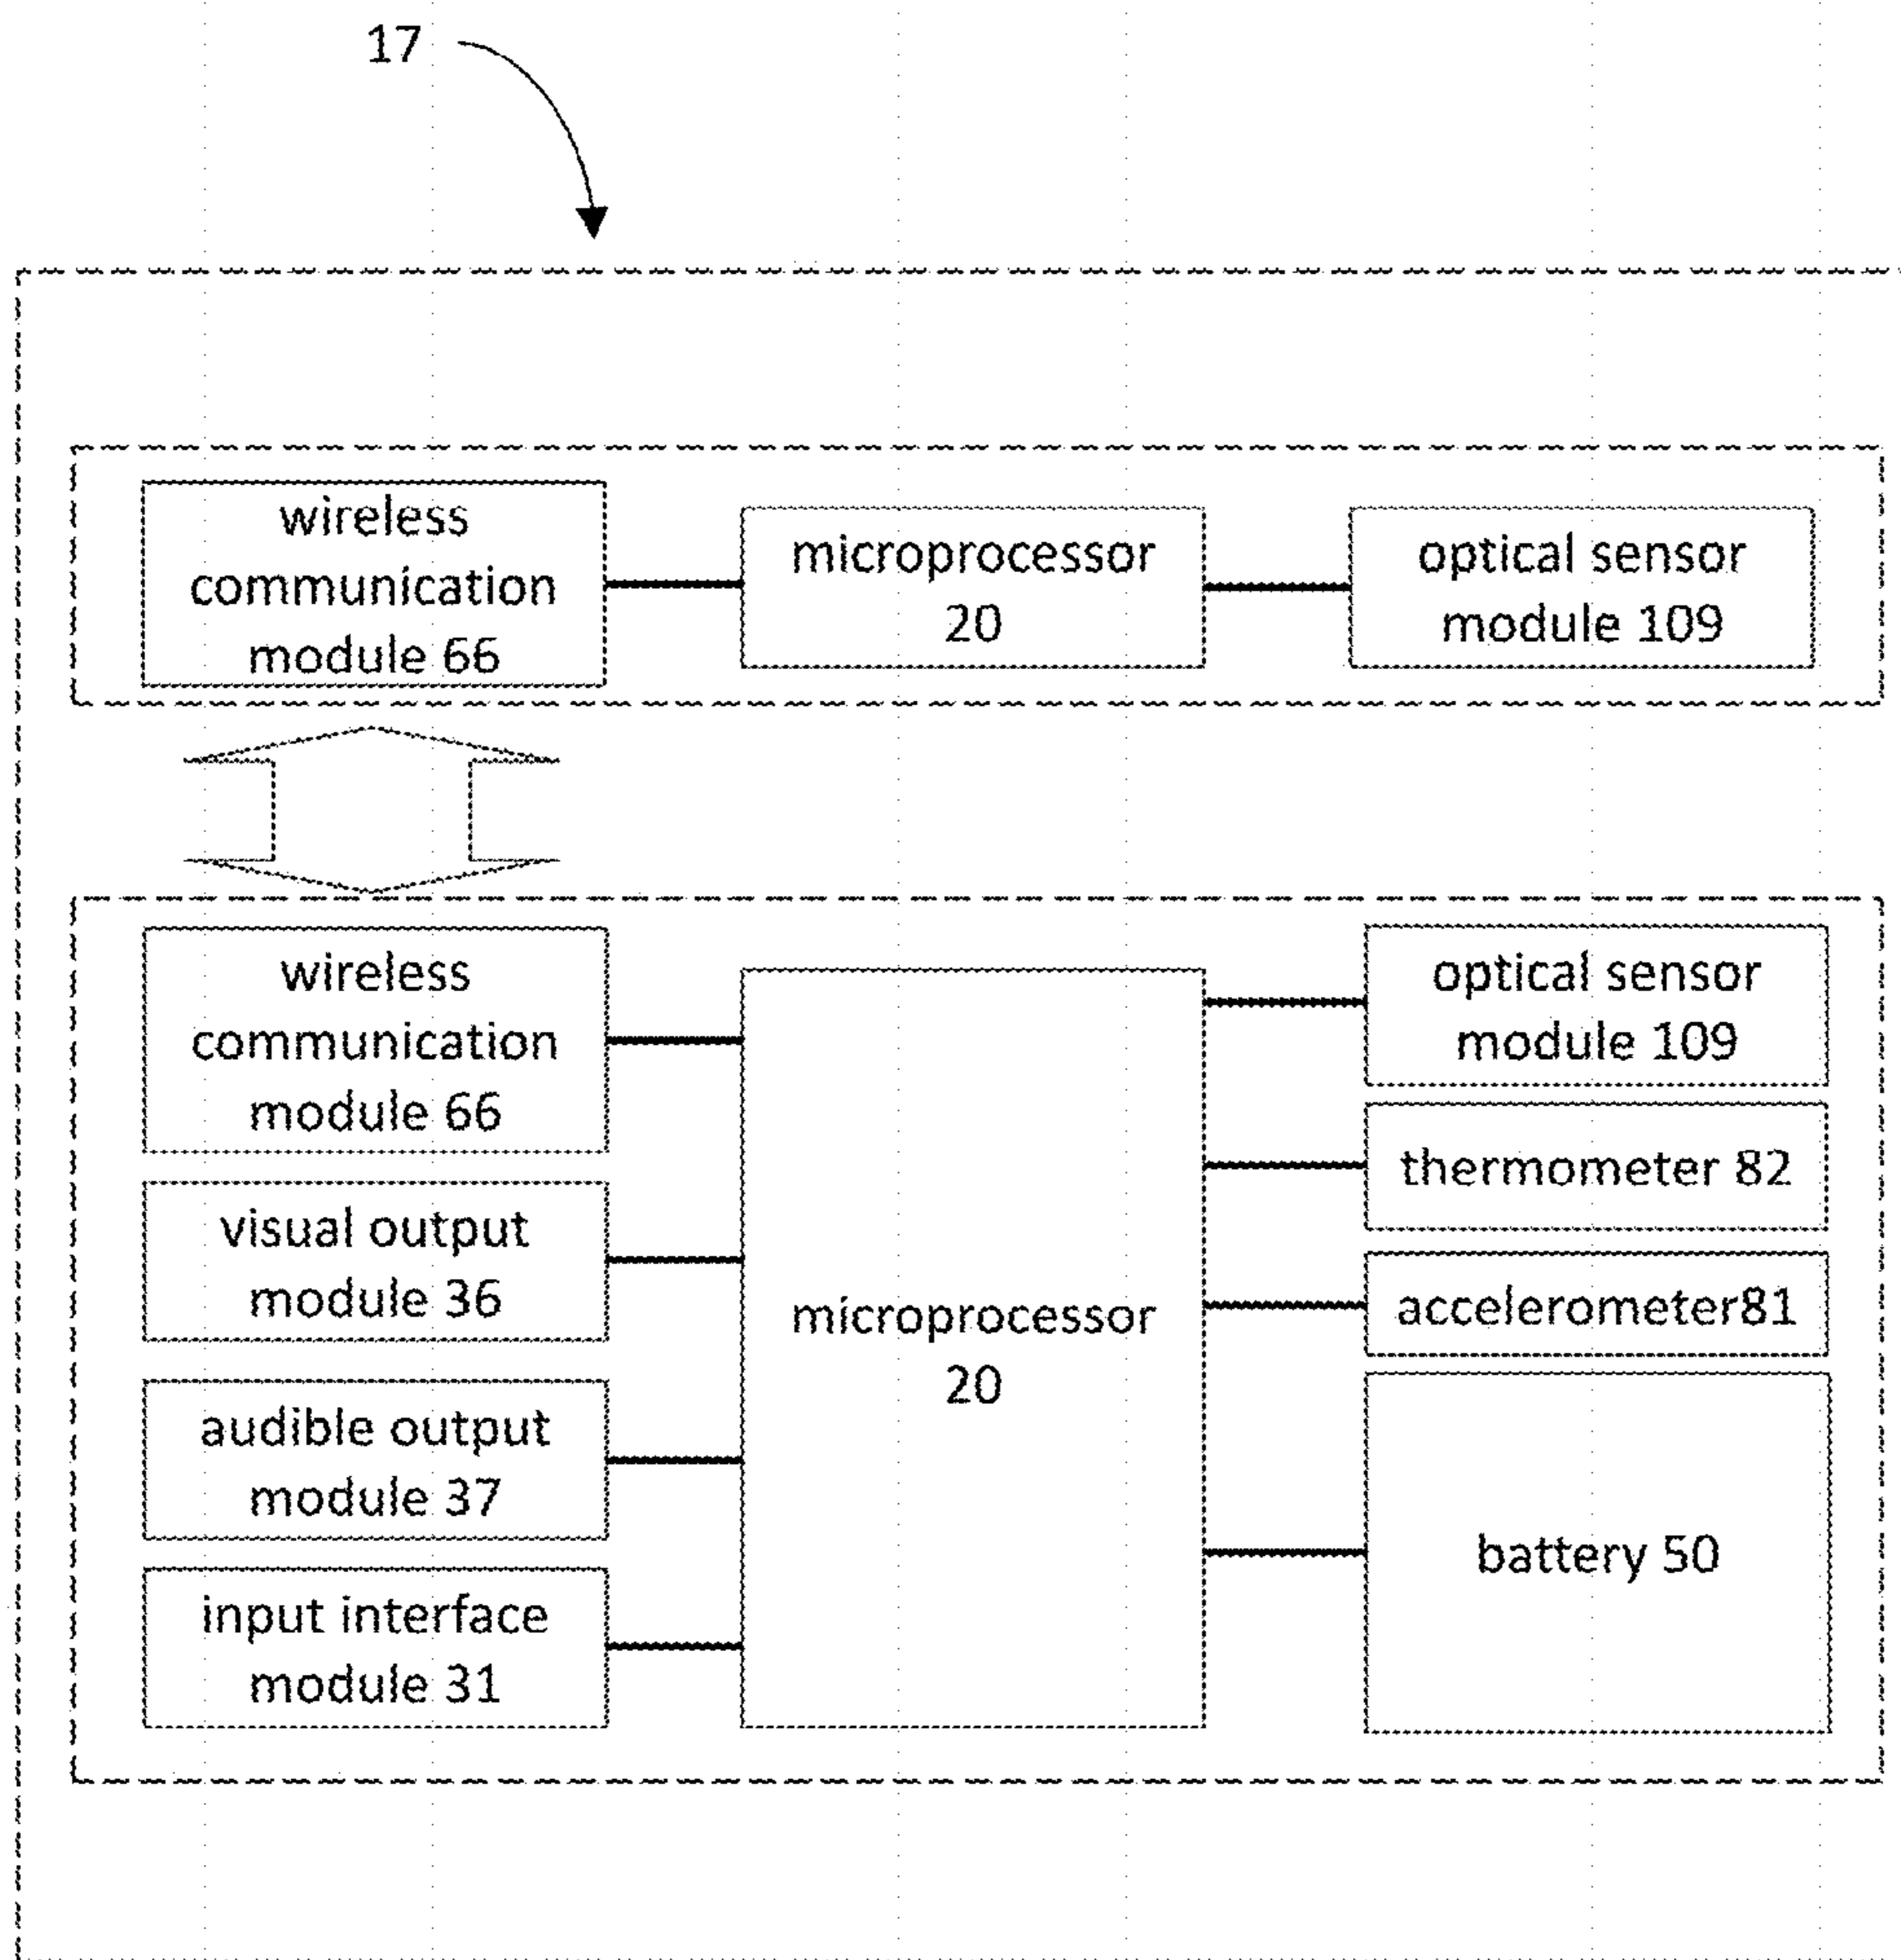 17
wireless
communication
module 66
microprocessor
20
optical sensor
module 109
wireless
communication
module 66
visual output
module 36
audible output
module 37
input interface
module 31
microprocessor
20
optical sensor
module 109
thermometer 82
accelerometer81
battery 50